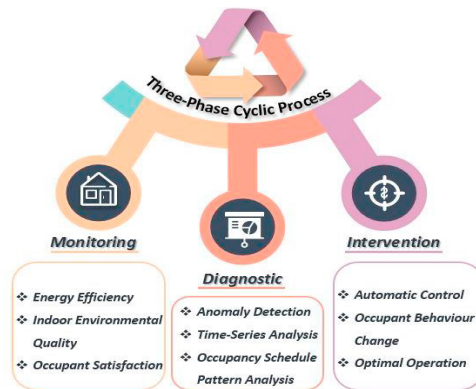 Three-Phase Cyclic Process
Monitoring
❖ Energy Efficiency
❖ Indoor Environmental
Quality
❖ Occupant Satisfaction
Diagnostic
❖ Anomaly Detection
❖ Time-Series Analysis
❖ Occupancy Schedule
Pattern Analysis
Intervention
❖ Automatic Control
❖ Occupant Behaviour
Change
❖ Optimal Operation